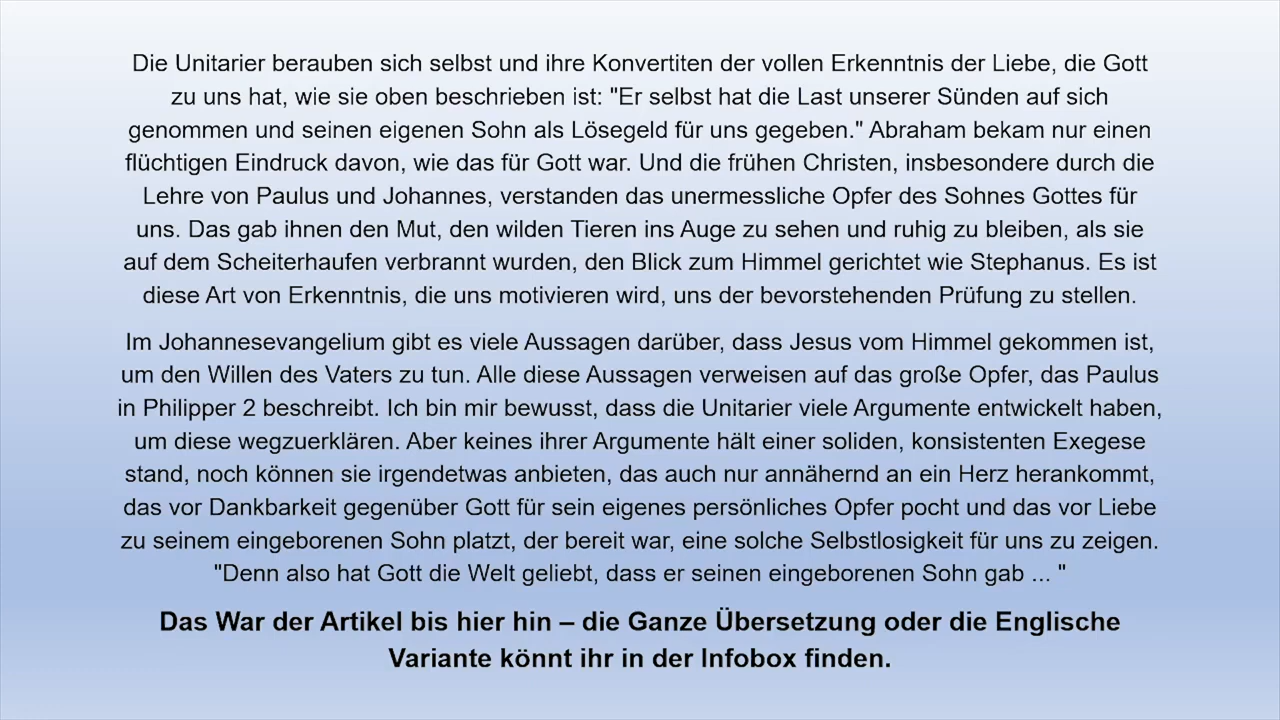 Die Unitarier berauben sich selbst und ihre Konvertiten der vollen Erkenntnis der Liebe, die Gott
zu uns hat, wie sie oben beschrieben ist: "Er selbst hat die Last unserer Sünden auf sich
genommen und seinen eigenen Sohn als Lösegeld für uns gegeben." Abraham bekam nur einen
flüchtigen Eindruck davon, wie das für Gott war. Und die frühen Christen, insbesondere durch die
Lehre von Paulus und Johannes, verstanden das unermessliche Opfer des Sohnes Gottes für
uns. Das gab ihnen den Mut, den wilden Tieren ins Auge zu sehen und ruhig zu bleiben, als sie
auf dem Scheiterhaufen verbrannt wurden, den Blick zum Himmel gerichtet wie Stephanus. Es ist
diese Art von Erkenntnis, die uns motivieren wird, uns der bevorstehenden Prüfung zu stellen.
Im Johannesevangelium gibt es viele Aussagen darüber, dass Jesus vom Himmel gekommen ist,
um den Willen des Vaters zu tun. Alle diese Aussagen verweisen auf das große Opfer, das Paulus
in Philipper 2 beschreibt. Ich bin mir bewusst, dass die Unitarier viele Argumente entwickelt haben,
um diese wegzuerklären. Aber keines ihrer Argumente hält einer soliden, konsistenten Exegese
stand, noch können sie irgendetwas anbieten, das auch nur annähernd an ein Herz herankommt,
das vor Dankbarkeit gegenüber Gott für sein eigenes persönliches Opfer pocht und das vor Liebe
zu seinem eingeborenen Sohn platzt, der bereit war, eine solche Selbstlosigkeit für uns zu zeigen.
"Denn also hat Gott die Welt geliebt, dass er seinen eingeborenen Sohn gab ... "
Das War der Artikel bis hier hin – die Ganze Übersetzung oder die Englische
Variante könnt ihr in der Infobox finden.